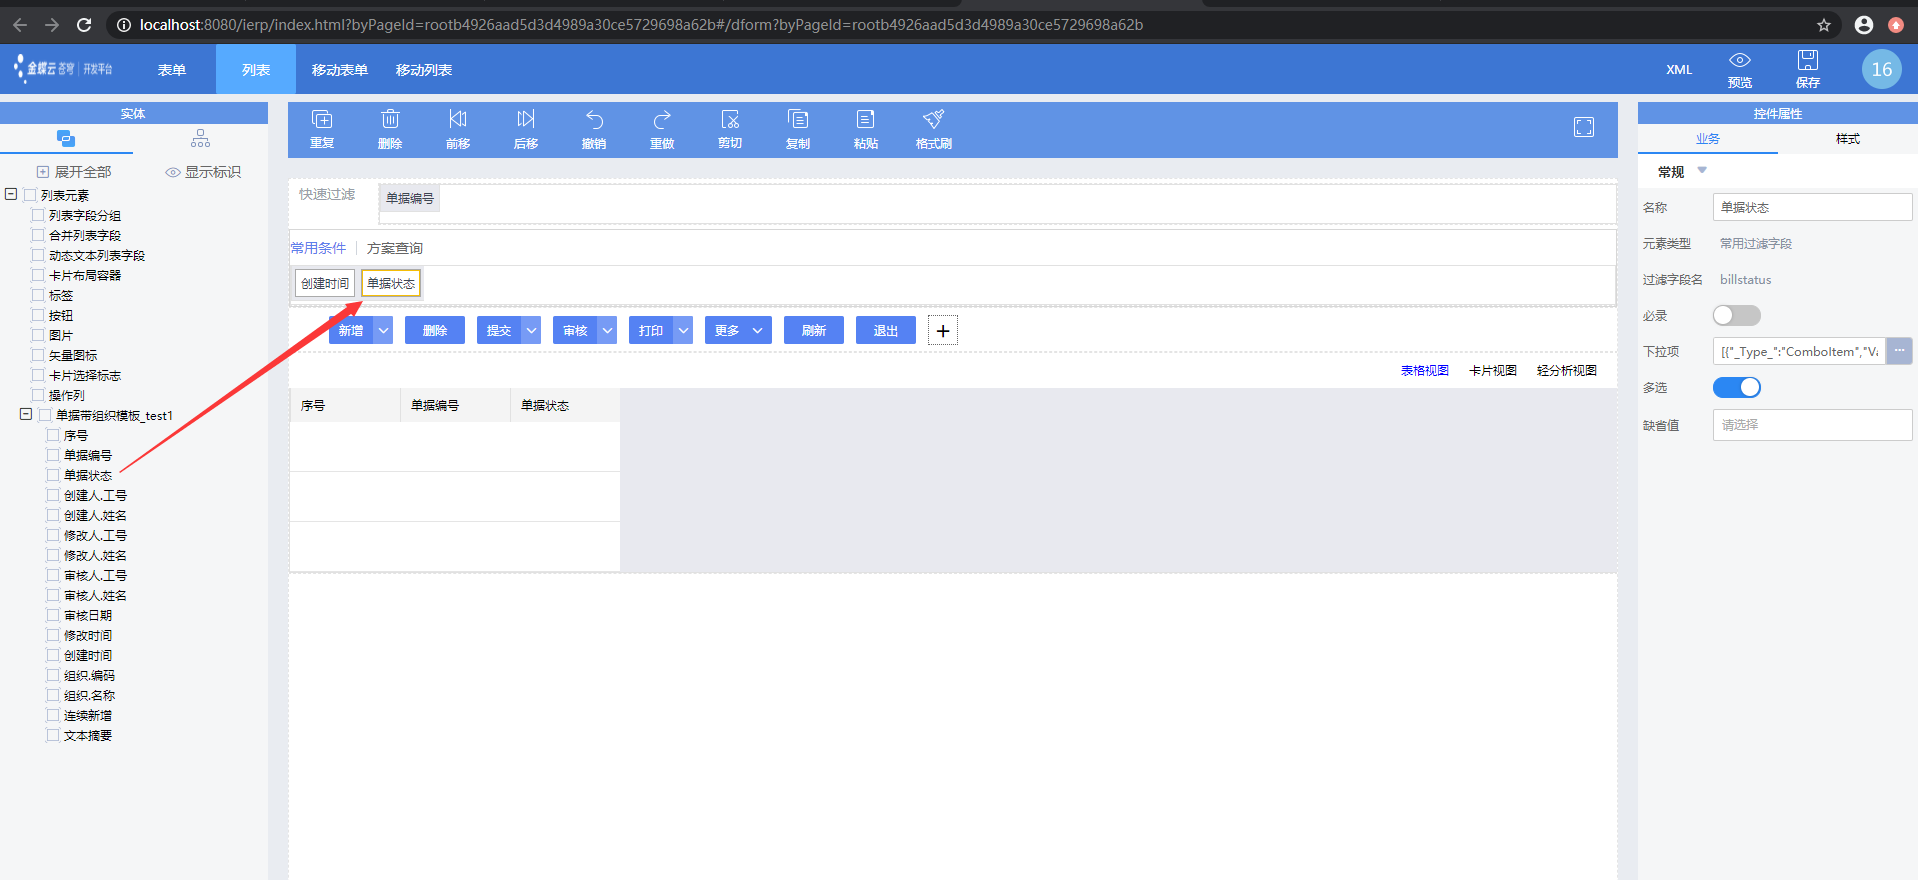 localhost:8080/ierp/index.html?byPageId=rootb4926aad5d3d4989a30ce5729698a62b#/dform?byPageId=rootb4926aad5d3d4989a30ce5729698a62b
金蝶云 苍穹 | 开发平台
表单
列表
移动表单
移动列表
XML
预览
保存
16
实体
展开全部
显示标识
列表元素
列表字段分组
合并列表字段
动态文本列表字段
卡片布局容器
标签
按钮
图片
矢量图标
卡片选择标志
操作列
单据带组织模板_test1
序号
单据编号
单据状态
创建人.工号
创建人.姓名
修改人.工号
修改人.姓名
审核人.工号
审核人.姓名
审核日期
修改时间
创建时间
组织.编码
组织.名称
连续新增
文本摘要
重复
删除
前移
后移
撤销
重做
剪切
复制
粘贴
格式刷
快速过滤
单据编号
常用条件
方案查询
创建时间
单据状态
新增
删除
提交
审核
打印
更多
刷新
退出
表格视图
卡片视图
轻分析视图
序号
单据编号
单据状态
控件属性
业务
样式
常规
名称
单据状态
元素类型
常用过滤字段
过滤字段名
billstatus
必录
下拉项
[{"_Type_":"ComboItem","Va
...
多选
缺省值
请选择